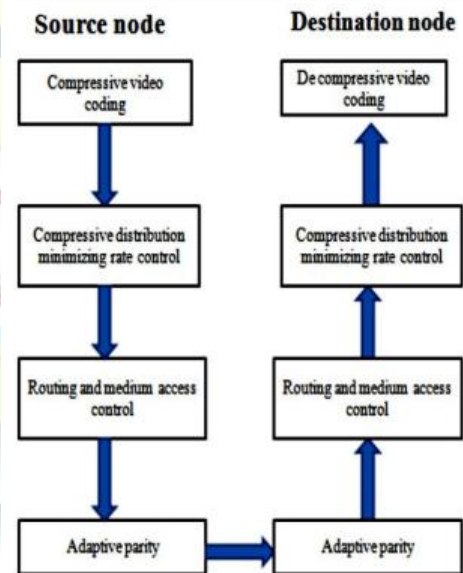 Source node
Compressive video
coding
Compressive distribution
minimizing rate control
Routing and medium access
control
Adaptive parity
Destination node
De compressive video
coding
Compressive distribution
minimizing rate control
Routing and medium access
control
Adaptive parity